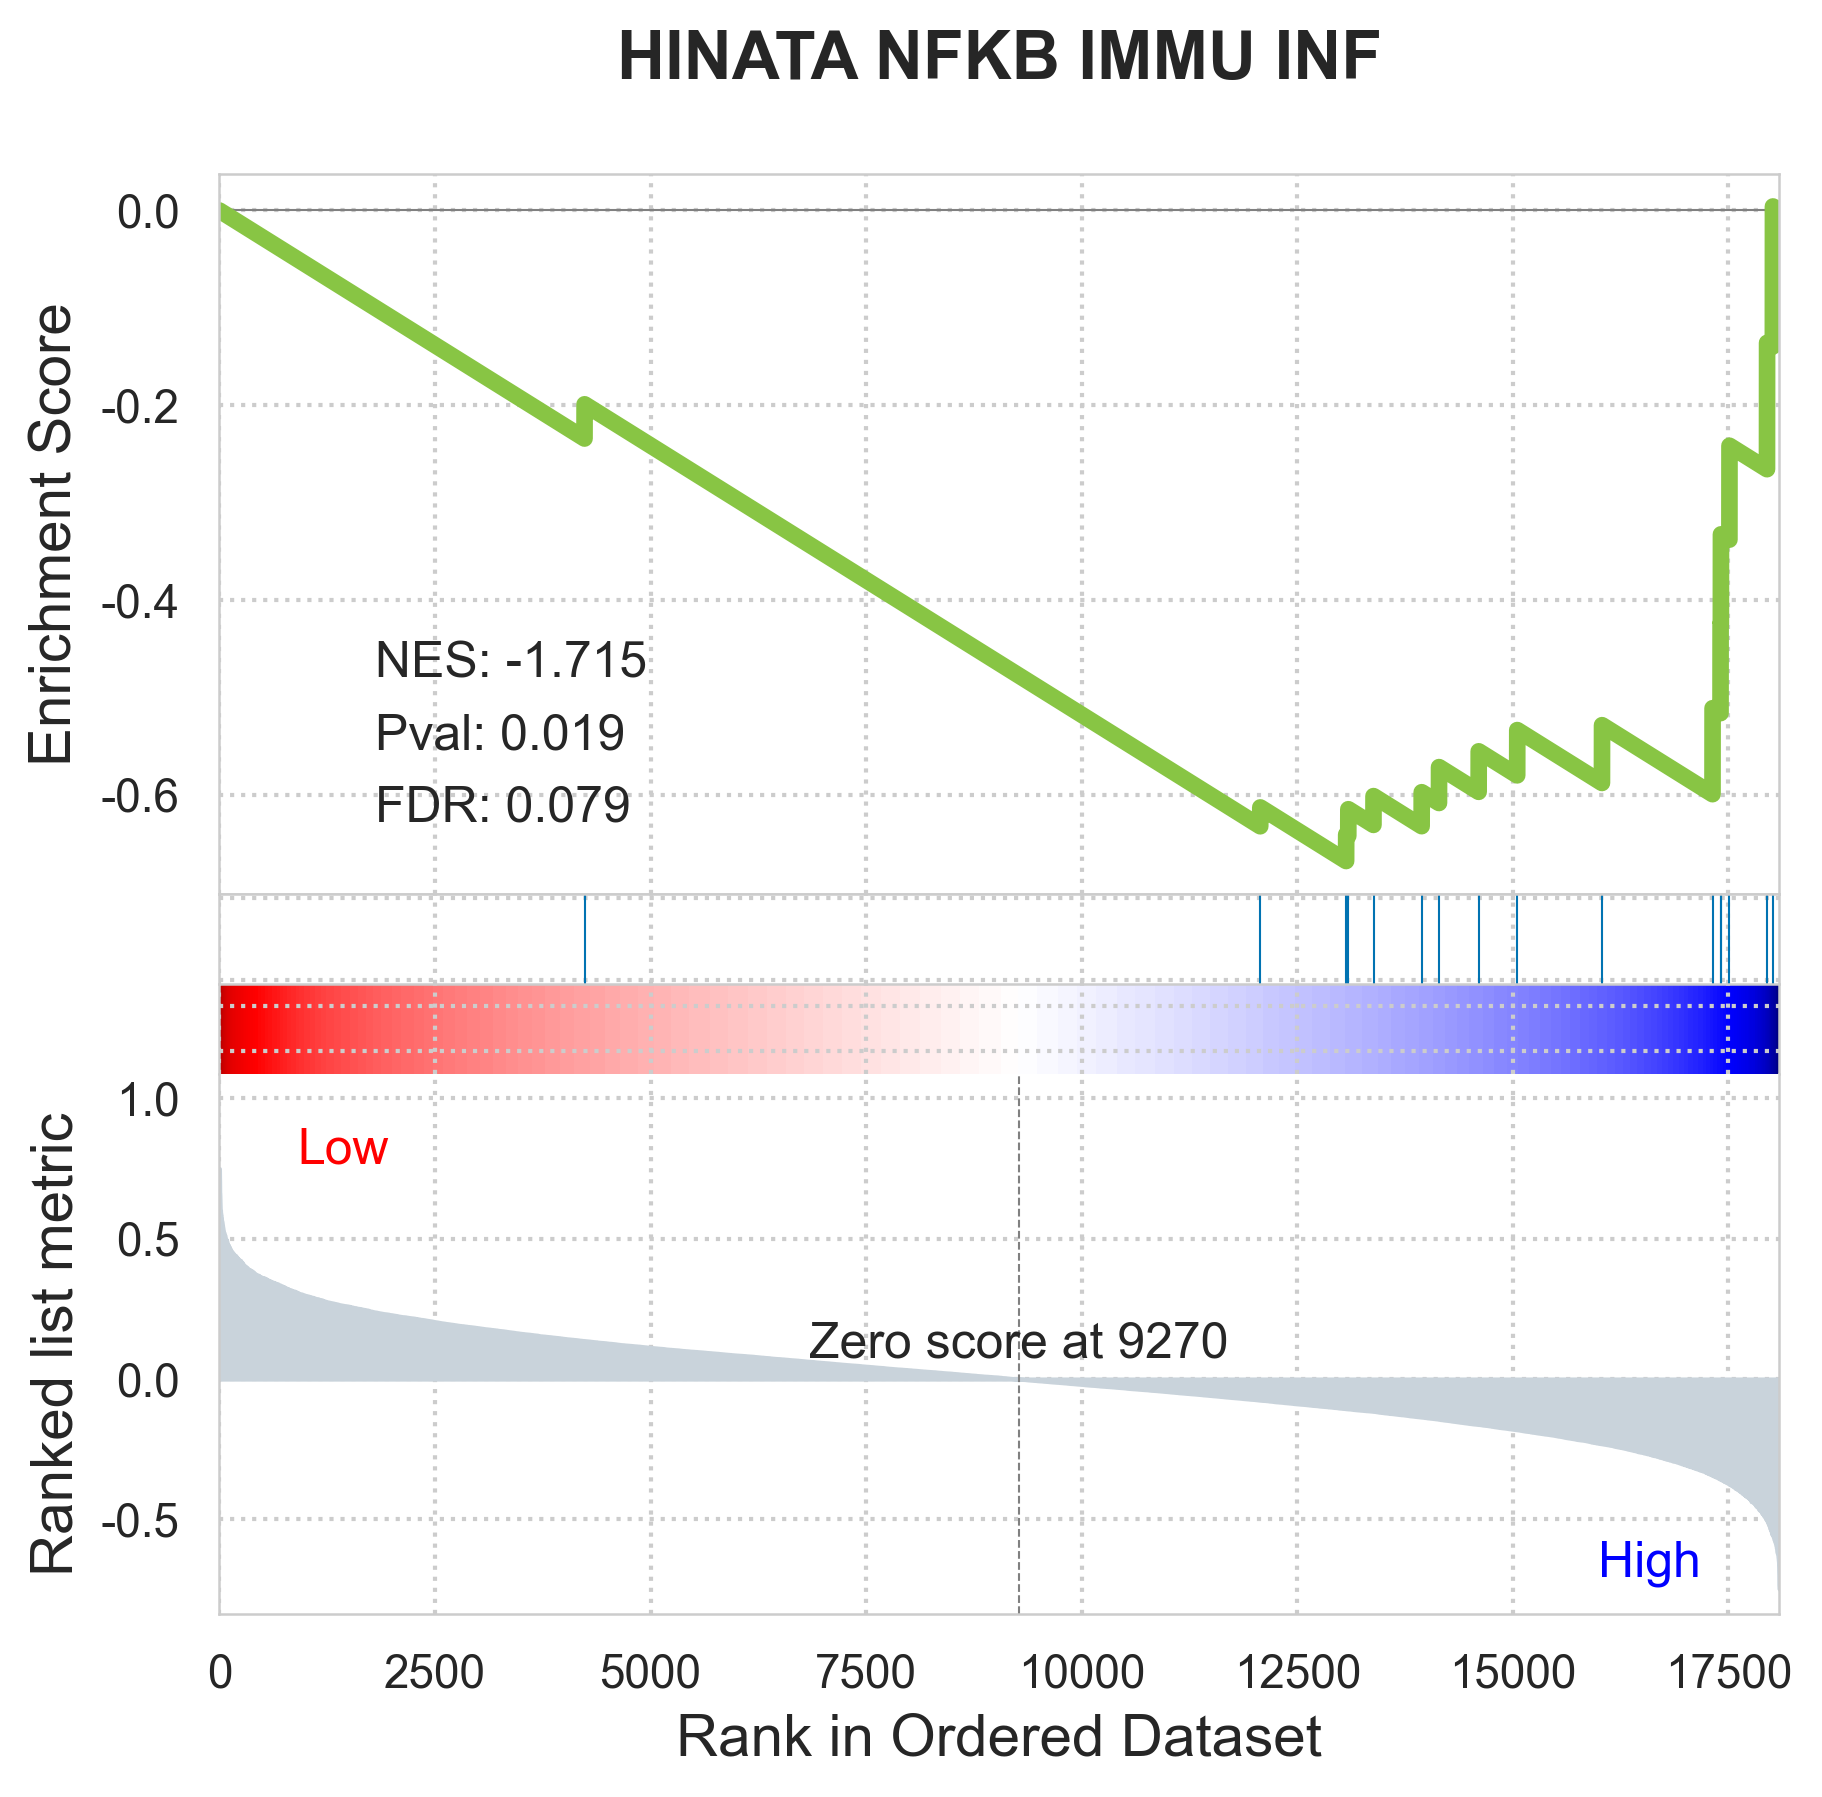 HINATA NFKB IMMU INF
Enrichment Score
0.0
-0.2
-0.4
-0.6
NES: -1.715
Pval: 0.019
FDR: 0.079
Ranked list metric
1.0
0.5
0.0
-0.5
Low
Zero score at 9270
High
0 2500 5000 7500 10000 12500 15000 17500
Rank in Ordered Dataset